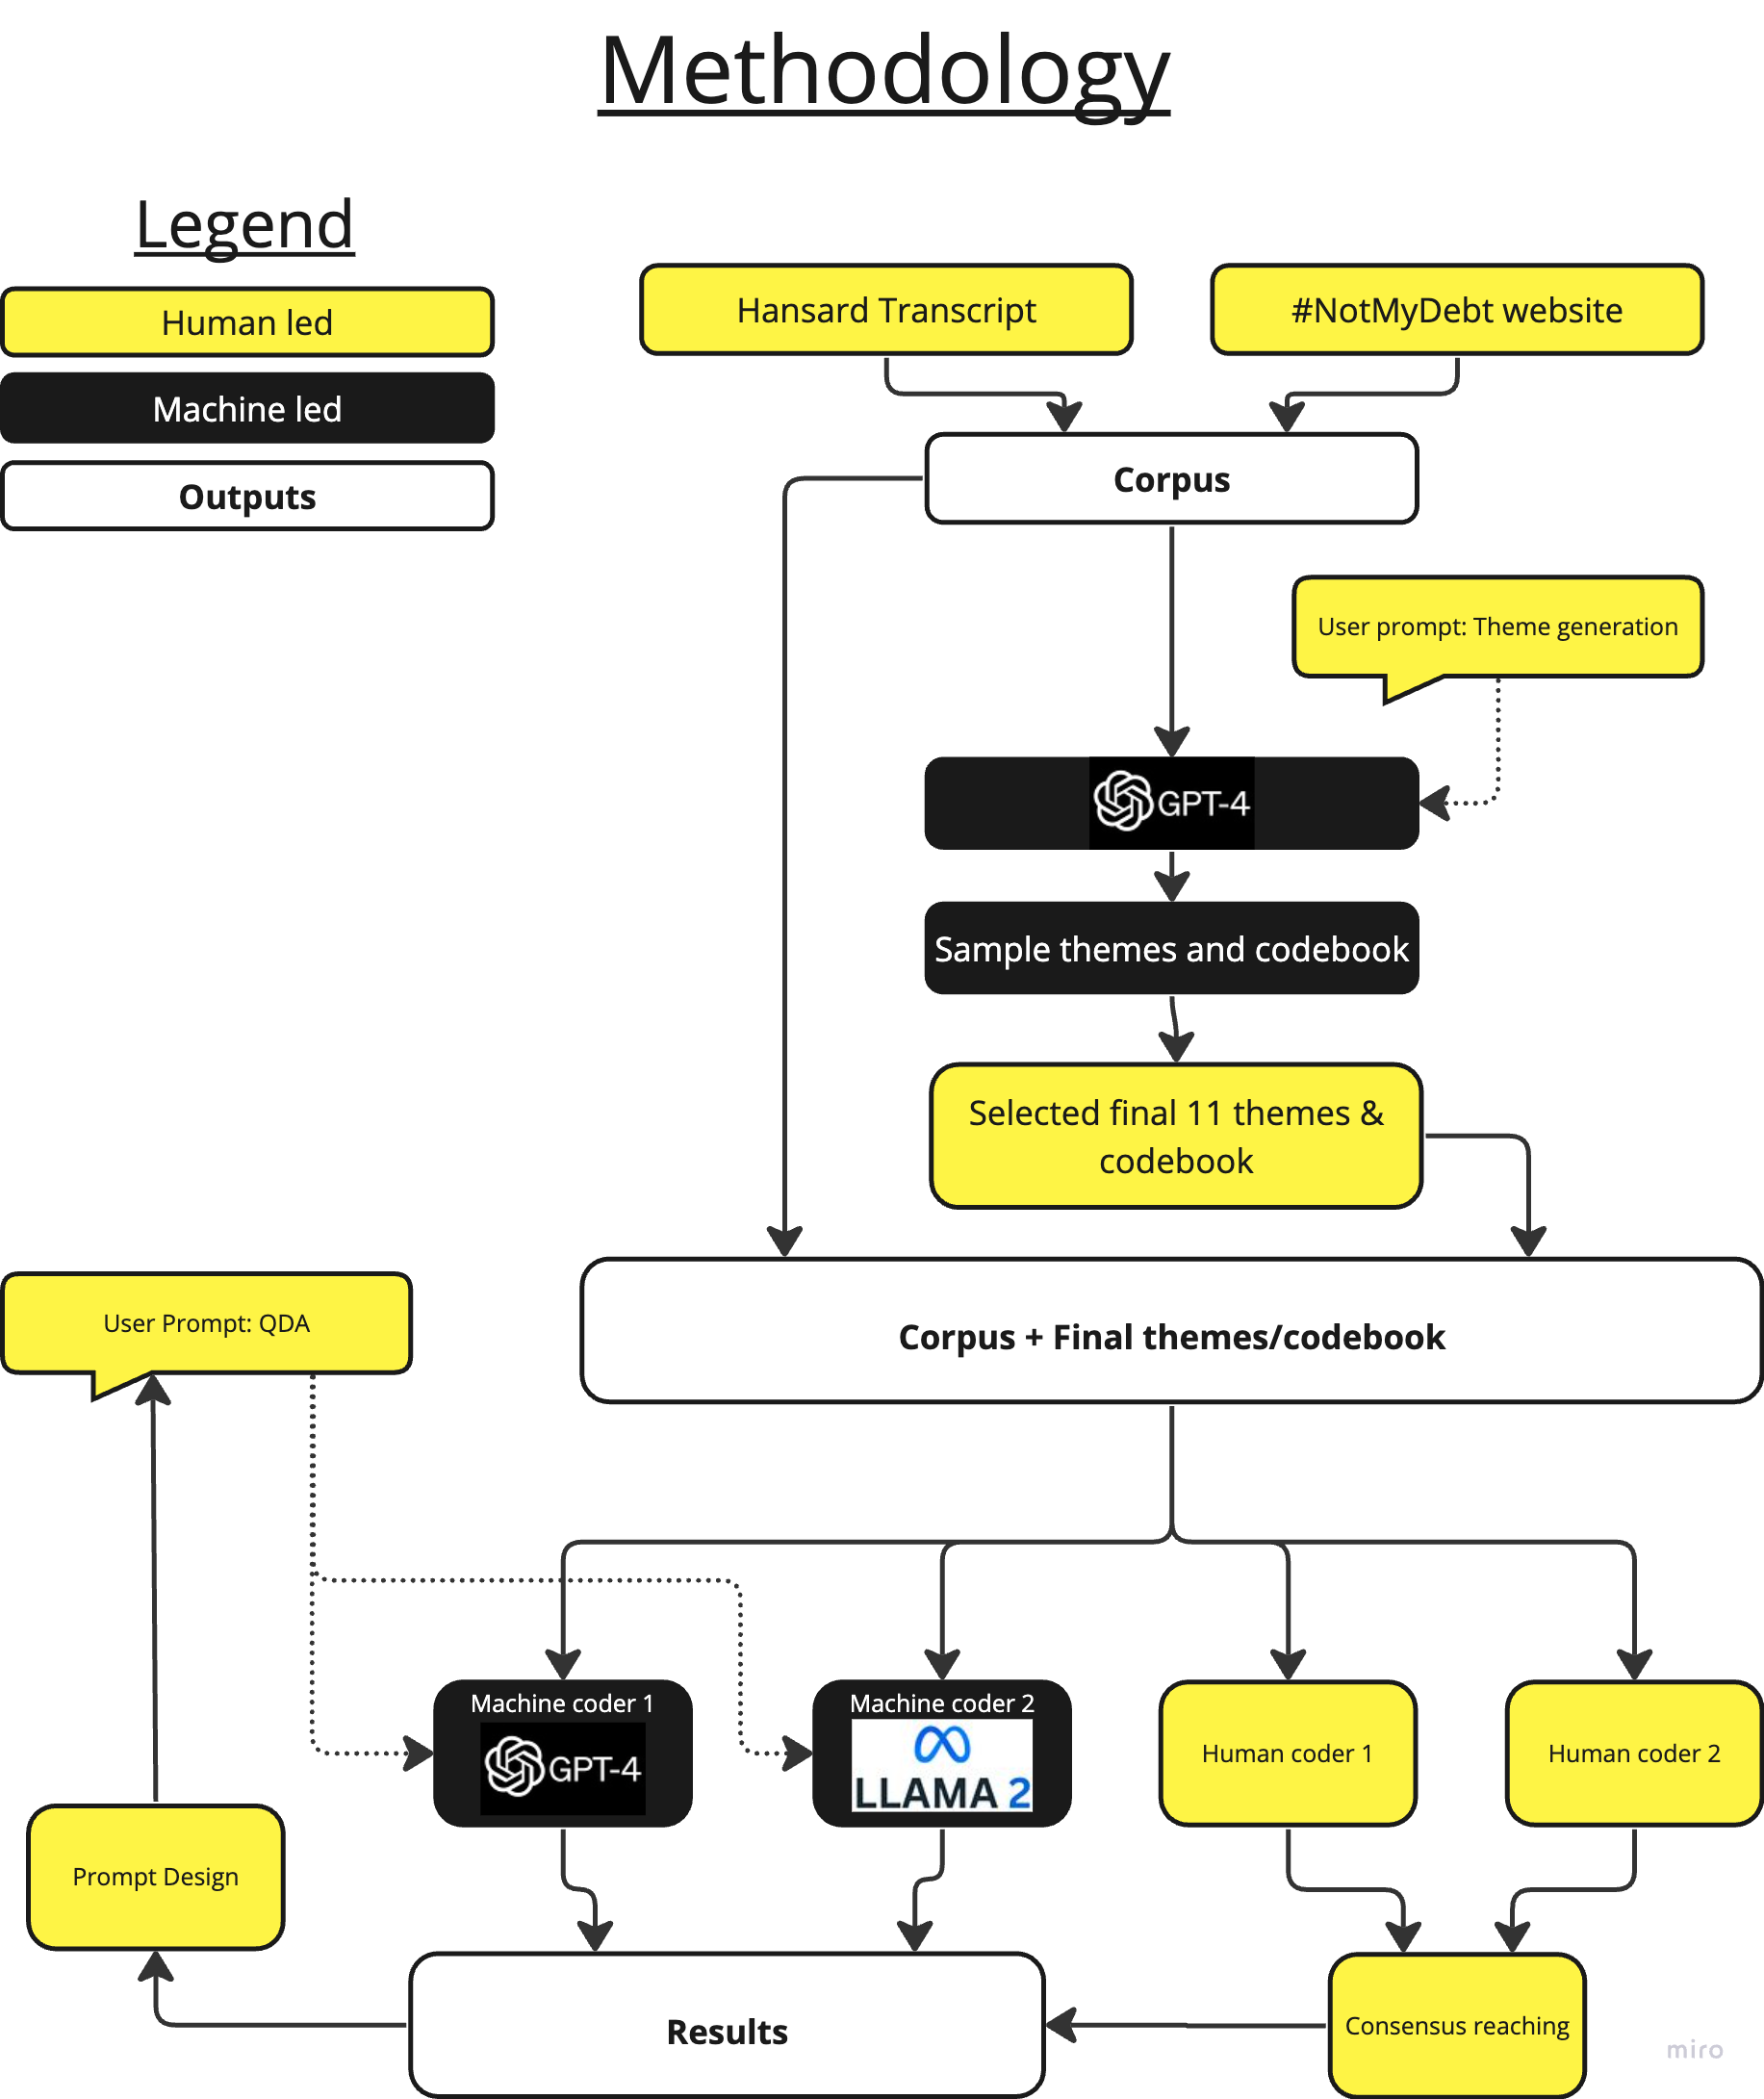 Methodology
Legend
Human led
Machine led
Outputs
Hansard Transcript
#NotMyDebt website
Corpus
User prompt: Theme generation
GPT-4
Sample themes and codebook
Selected final 11 themes &
codebook
Corpus + Final themes/codebook
User Prompt: QDA
Machine coder 1
GPT-4
Machine coder 2
LLAMA 2
Human coder 1
Human coder 2
Prompt Design
Results
Consensus reaching
miro